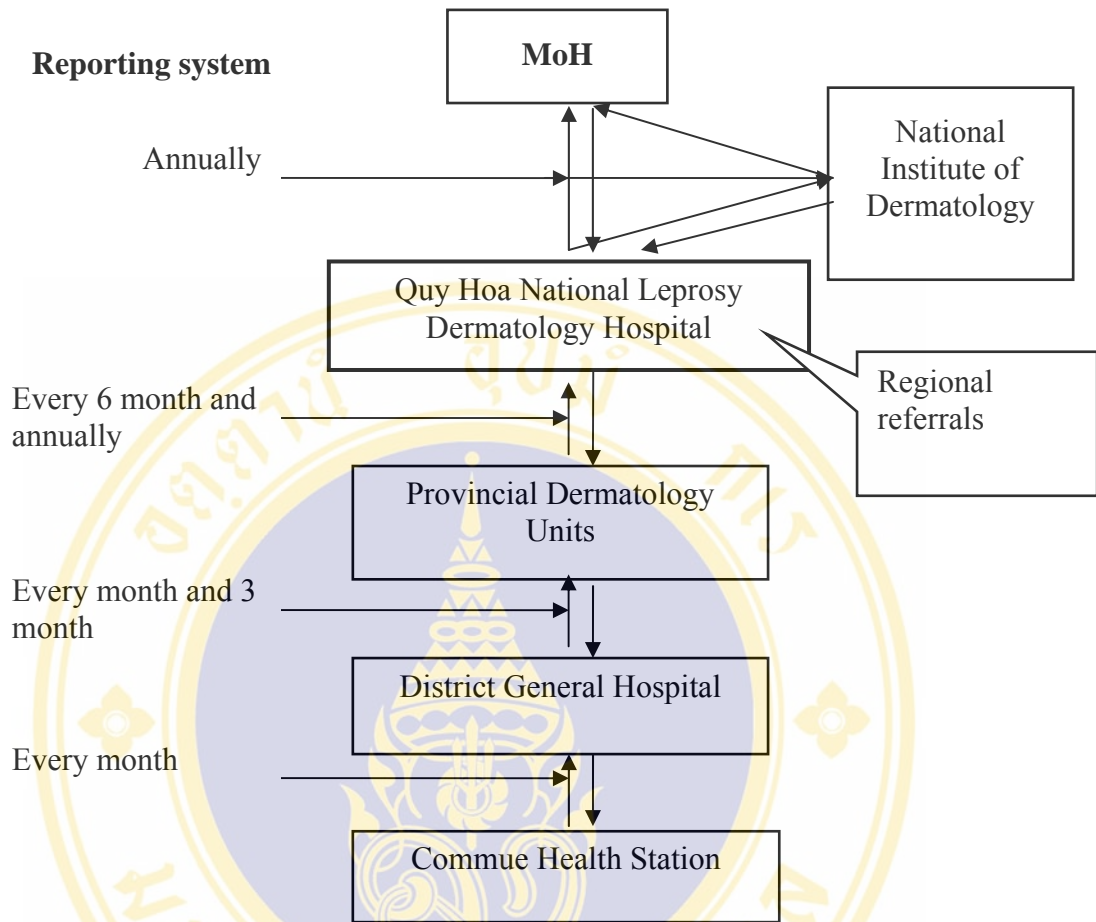 MoH
Reporting system
National
Institute of
Dermatology
Annually
Quy Hoa National Leprosy
Dermatology Hospital
Regional
referrals
Every 6 month and
annually
Provincial Dermatology
Units
Every month and 3
month
District General Hospital
Every month
Commue Health Station